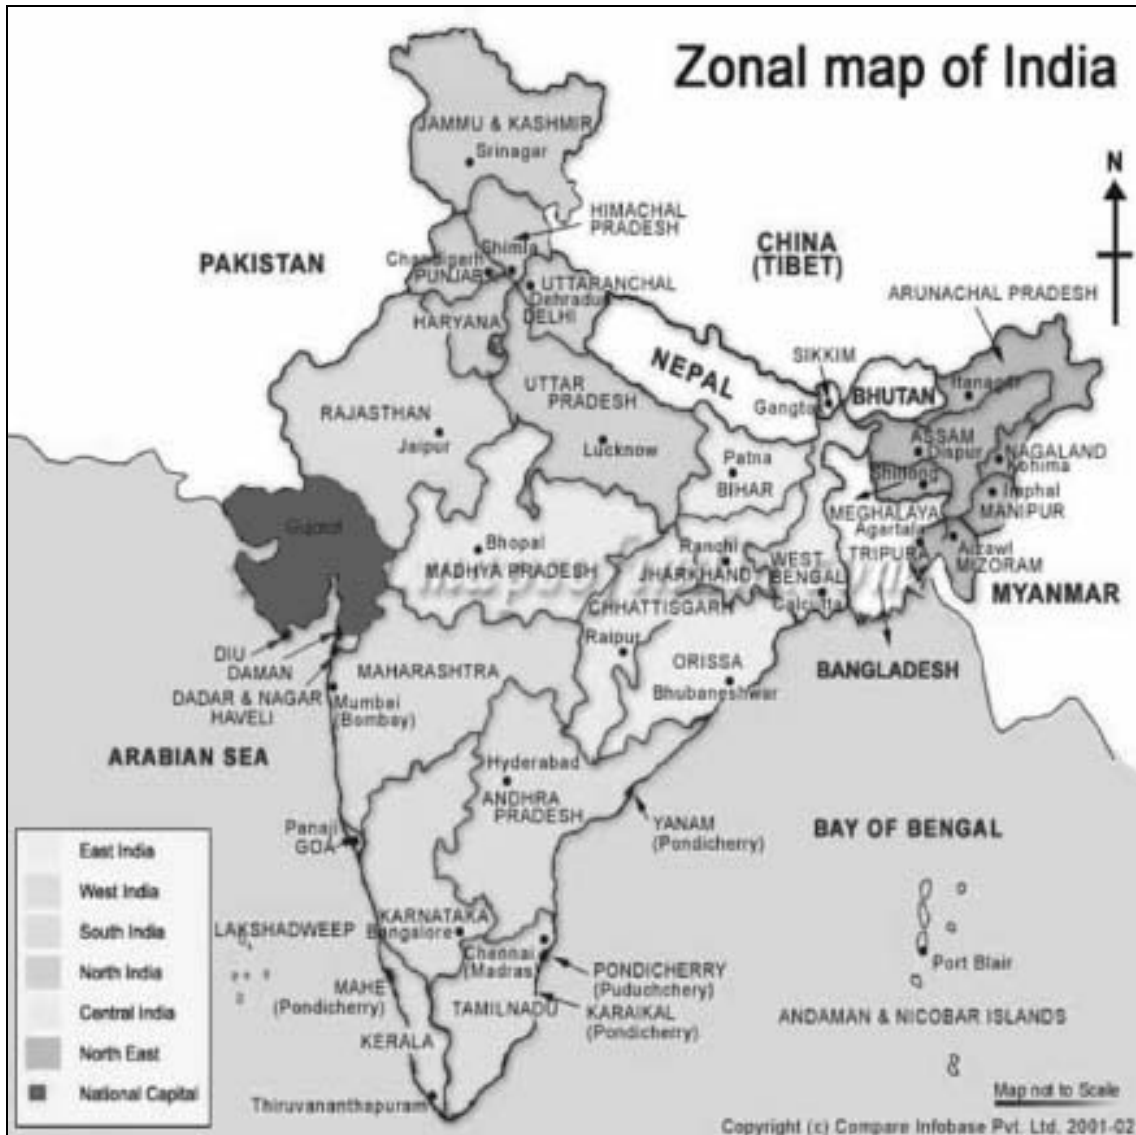 Zonal map of India
N
JAMMU & KASHMIR
Srinagar
HIMACHAL
PRADESH
PAKISTAN
CHINA
(TIBET)
Chandigarh
Shimla
PUNJAB
UTTARANCHAL
Dehradun
DELHI
HARYANA
ARUNACHAL PRADESH
NEPAL
SIKKIM
BHUTAN
Itanagar
Gangtok
UTTAR
PRADESH
RAJASTHAN
Jaipur
Lucknow
ASSAM
Dispur
NAGALAND
Kohima
Patna
BIHAR
Shillong
Imphal
MANIPUR
MEGHALAYA
Agartala
TRIPURA
Aizawl
MIZORAM
Gujarat
Bhopal
MADHYA PRADESH
Ranchi
JHARKHAND
WEST
BENGAL
Calcutta
MYANMAR
CHHATTISGARH
Raipur
DIU
DAMAN
DADAR & NAGAR
HAVELI
MAHARASHTRA
Mumbai
(Bombay)
ORISSA
Bhubaneshwar
BANGLADESH
ARABIAN SEA
Hyderabad
ANDHRA
PRADESH
YANAM
(Pondicherry)
BAY OF BENGAL
Panaji
GOA
East India
West India
South India
North India
Central India
North East
National Capital
LAKSHADWEEP
KARNATAKA
Bangalore
Chennai
(Madras)
PONDICHERRY
(Puduchchery)
Port Blair
MAHE
(Pondicherry)
TAMILNADU
KARAIKAL
(Pondicherry)
ANDAMAN & NICOBAR ISLANDS
KERALA
Thiruvananthapuram
Map not to Scale
Copyright (c) Compare Infobase Pvt. Ltd. 2001-02